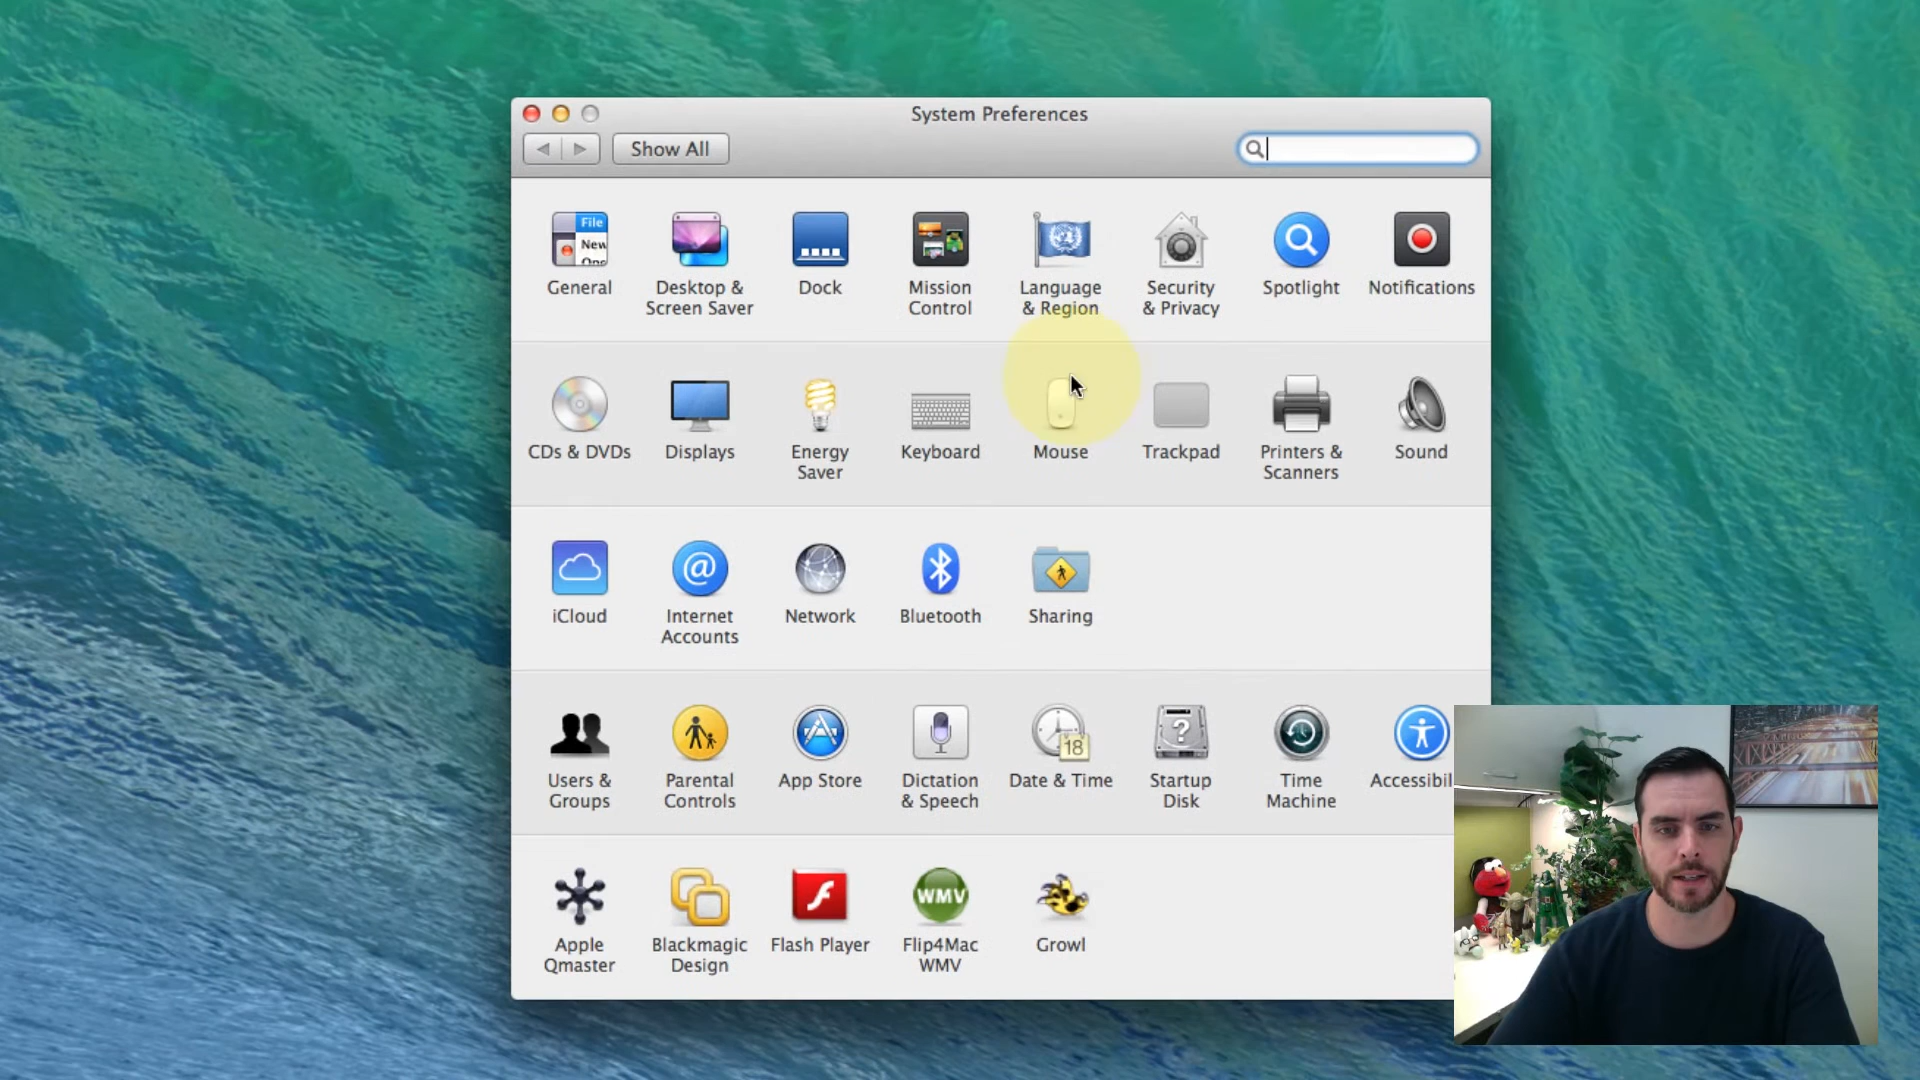 System Preferences
Show All
File
New
General
Desktop &
Screen Saver
Dock
Mission
Control
Language
& Region
Security
& Privacy
Spotlight
Notifications
CDs & DVDs
Displays
Energy
Saver
Keyboard
Mouse
Trackpad
Printers &
Scanners
Sound
iCloud
@
Internet
Accounts
Network
Bluetooth
Sharing
18
?
Users &
Groups
Parental
Controls
App Store
Dictation
& Speech
Date & Time
Startup
Disk
Time
Machine
Accessibil
WMV
Apple
Qmaster
Blackmagic
Design
Flash Player
Flip4Mac
WMV
Growl